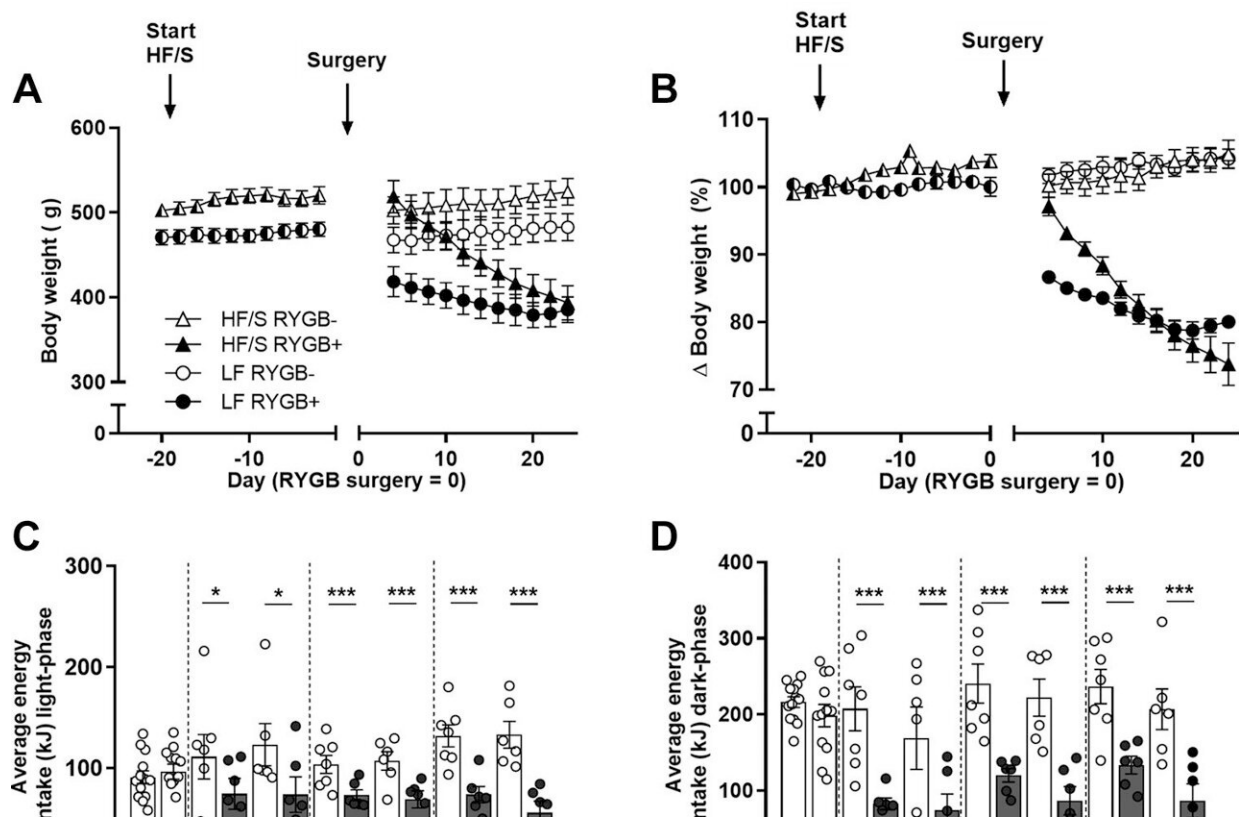 Start
HF/S
Surgery
A
600
500
400
300
0
Body weight ( g)
HF/S RYGB-
HF/S RYGB+
LF RYGB-
LF RYGB+
-20
-10
0
10
20
Day (RYGB surgery = 0)
Start
HF/S
Surgery
B
110
100
90
80
70
0
Δ Body weight (%)
-20
-10
0
10
20
Day (RYGB surgery = 0)
C
300
200
100
Average energy
ntake (kJ) light-phase
* * *** *** *** ***
D
400
300
200
100
Average energy
ntake (kJ) dark-phase
*** *** *** *** *** ***